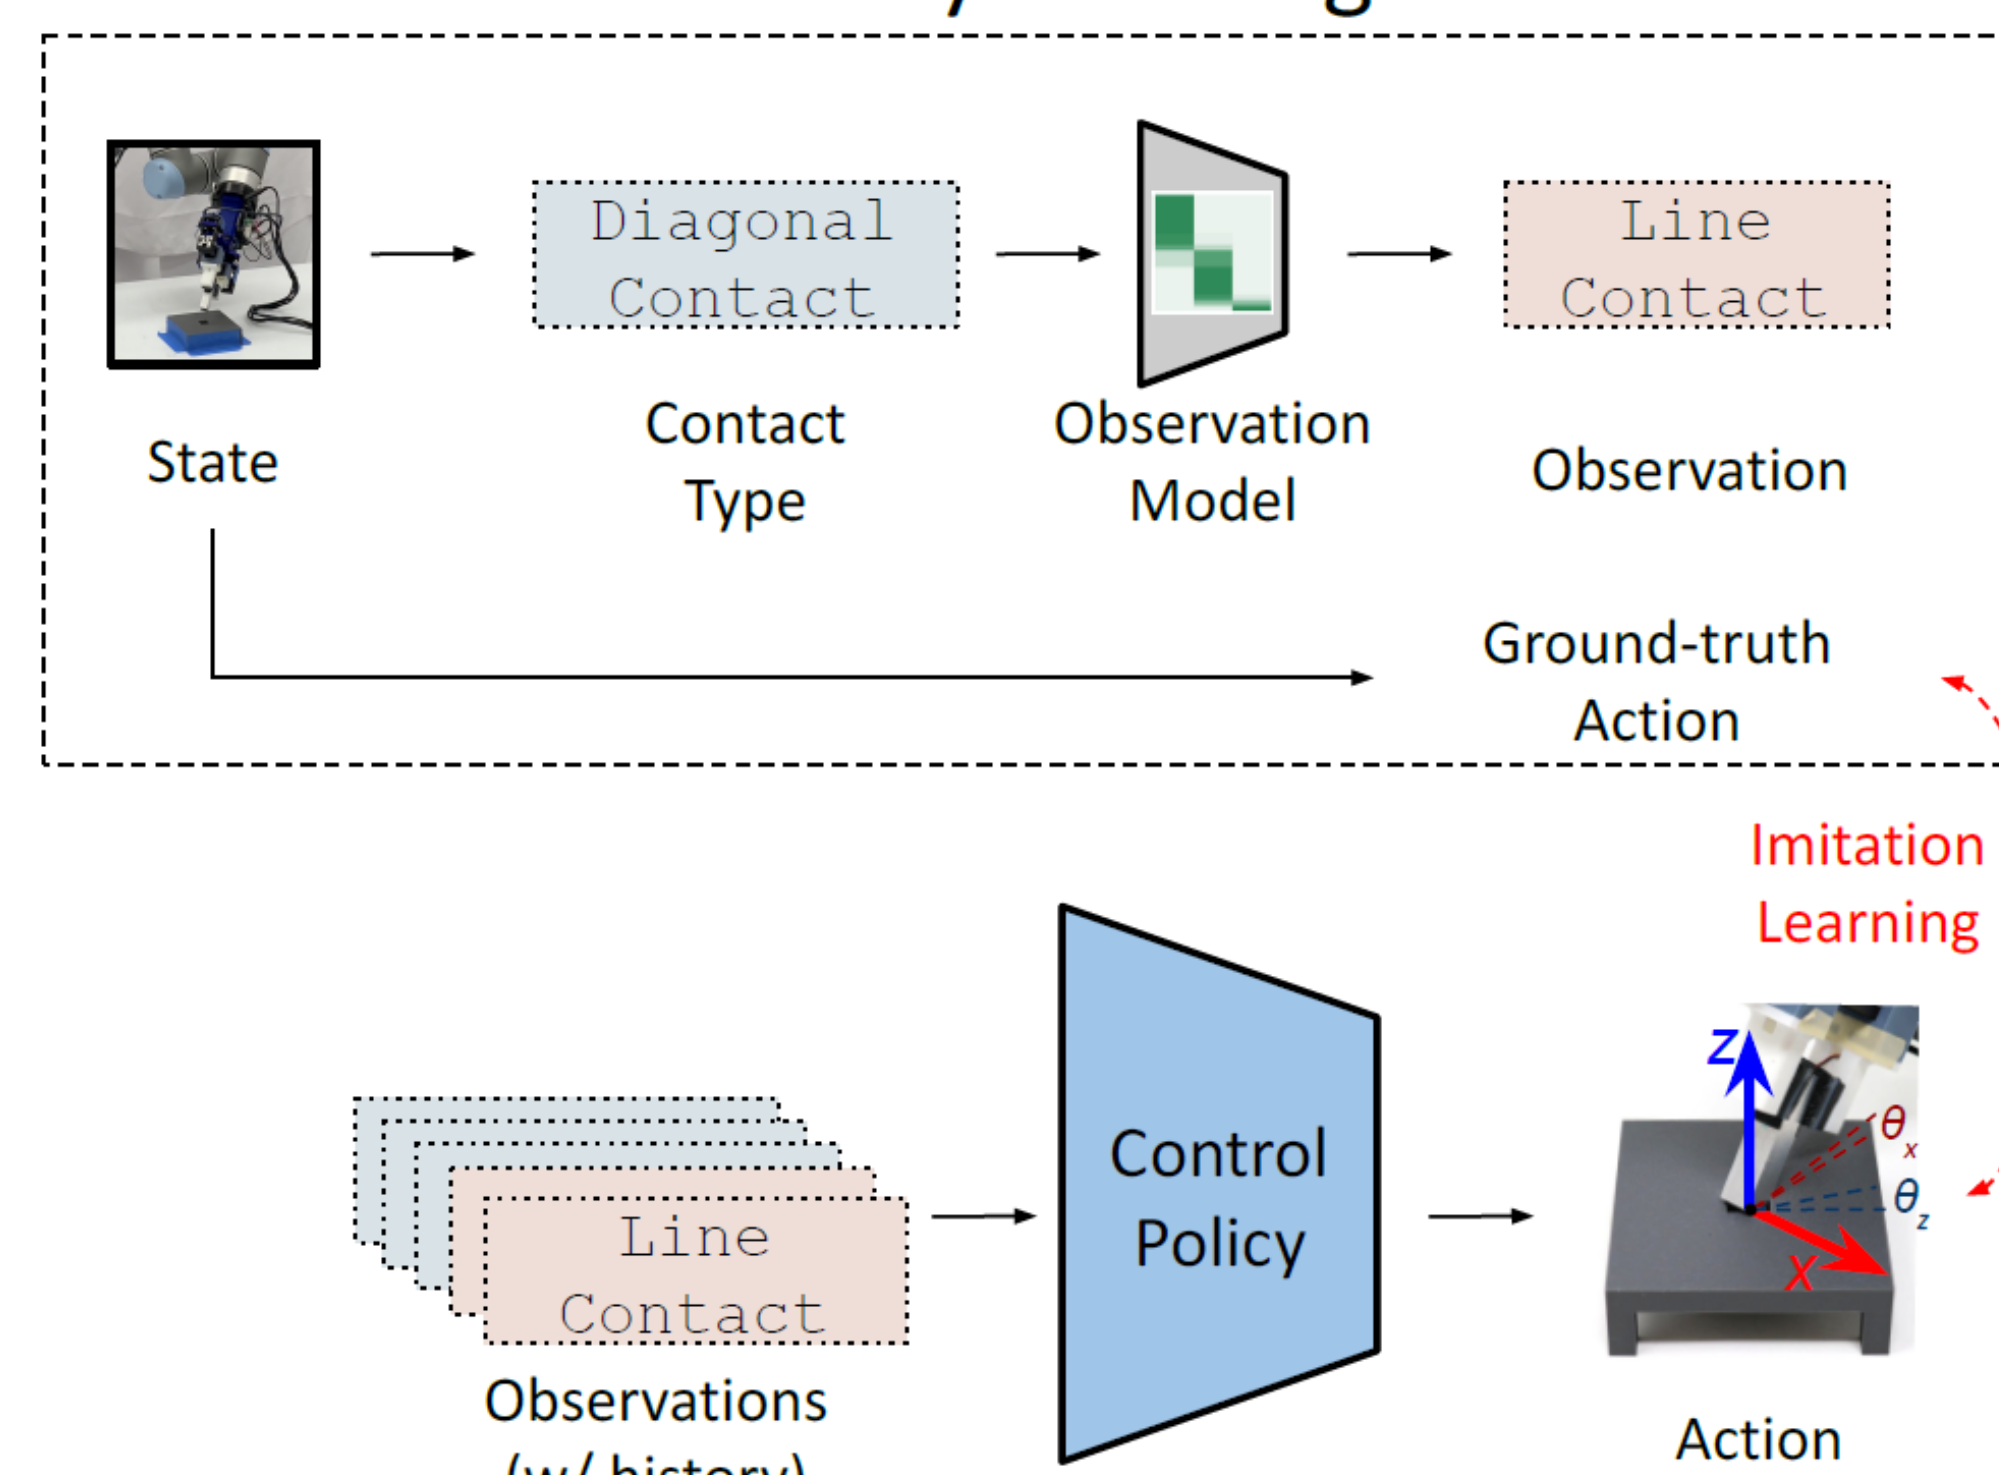 Diagonal
Contact
Line
Contact
State
Contact
Type
Observation
Model
Observation
Ground-truth
Action
Imitation
Learning
Control
Policy
Line
Contact
Observations
(w/ history)
z
θx
θz
x
Action